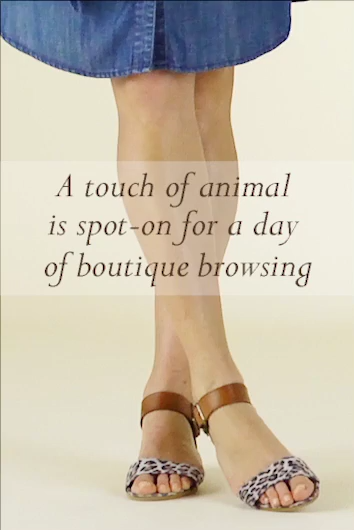 A touch of animal
is spot-on for a day
of boutique browsing